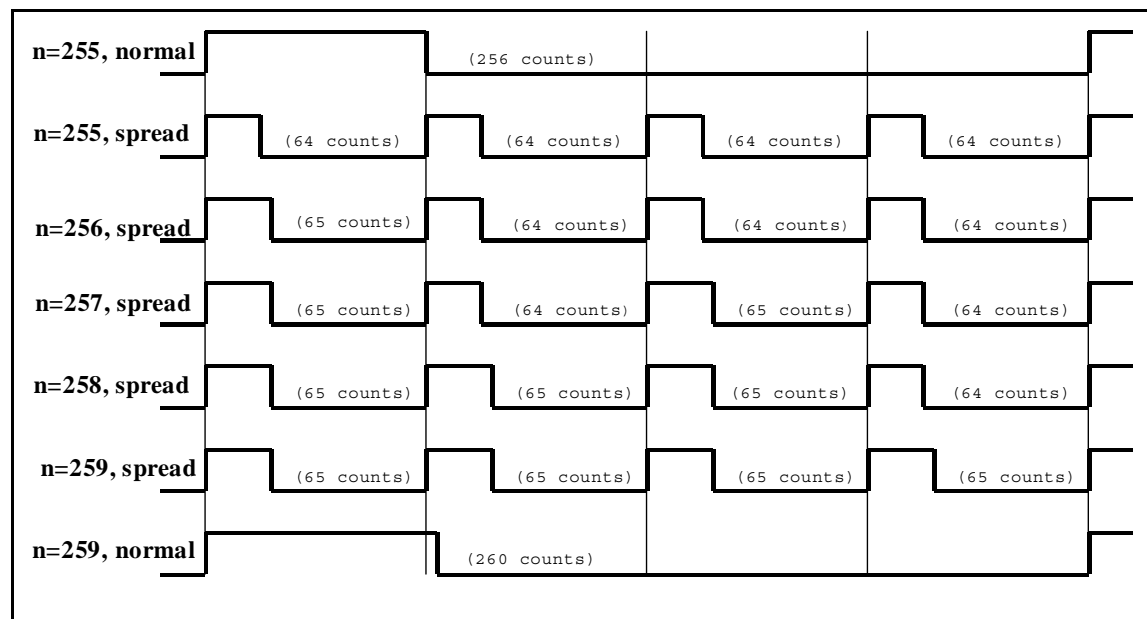 n=255, normal
(256 counts)
n=255, spread
(64 counts) (64 counts) (64 counts) (64 counts)
n=256, spread
(65 counts) (64 counts) (64 counts) (64 counts)
n=257, spread
(65 counts) (64 counts) (65 counts) (64 counts)
n=258, spread
(65 counts) (65 counts) (65 counts) (64 counts)
n=259, spread
(65 counts) (65 counts) (65 counts) (65 counts)
n=259, normal
(260 counts)